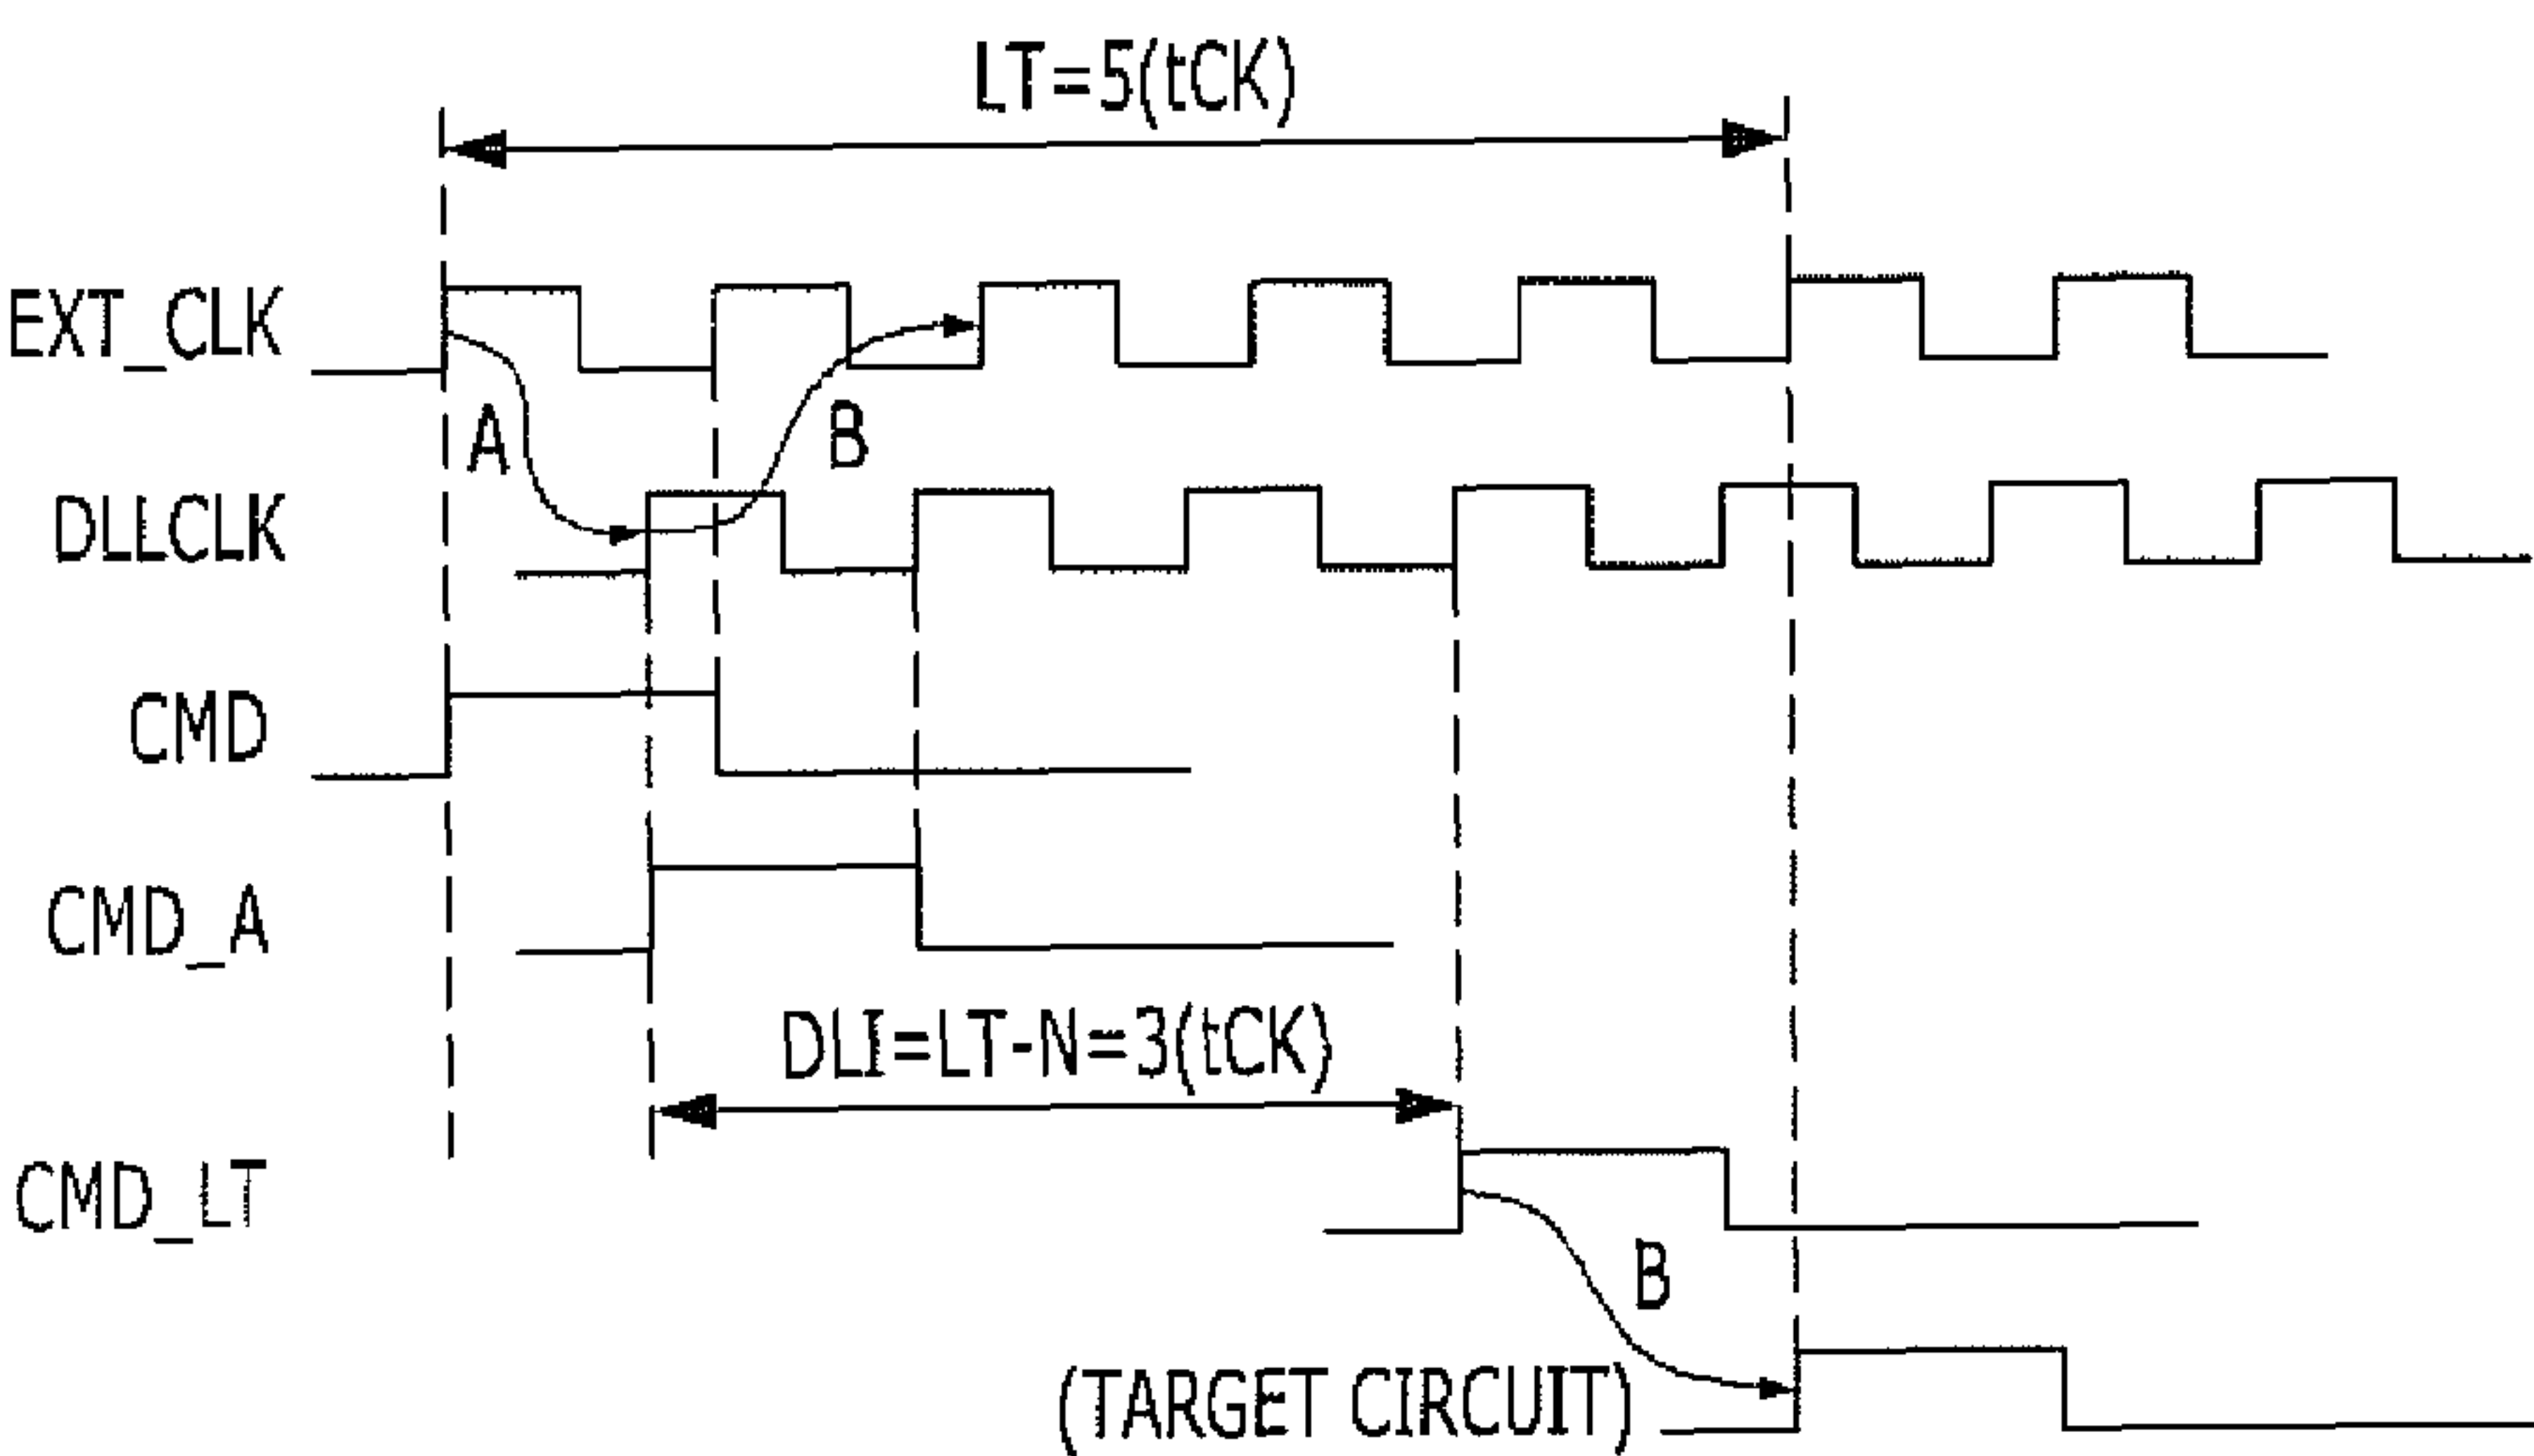 LT=5(tCK)
EXT_CLK
A
B
DLLCLK
CMD
CMD_A
DLI=LT-N=3(tCK)
CMD_LT
B
(TARGET CIRCUIT)